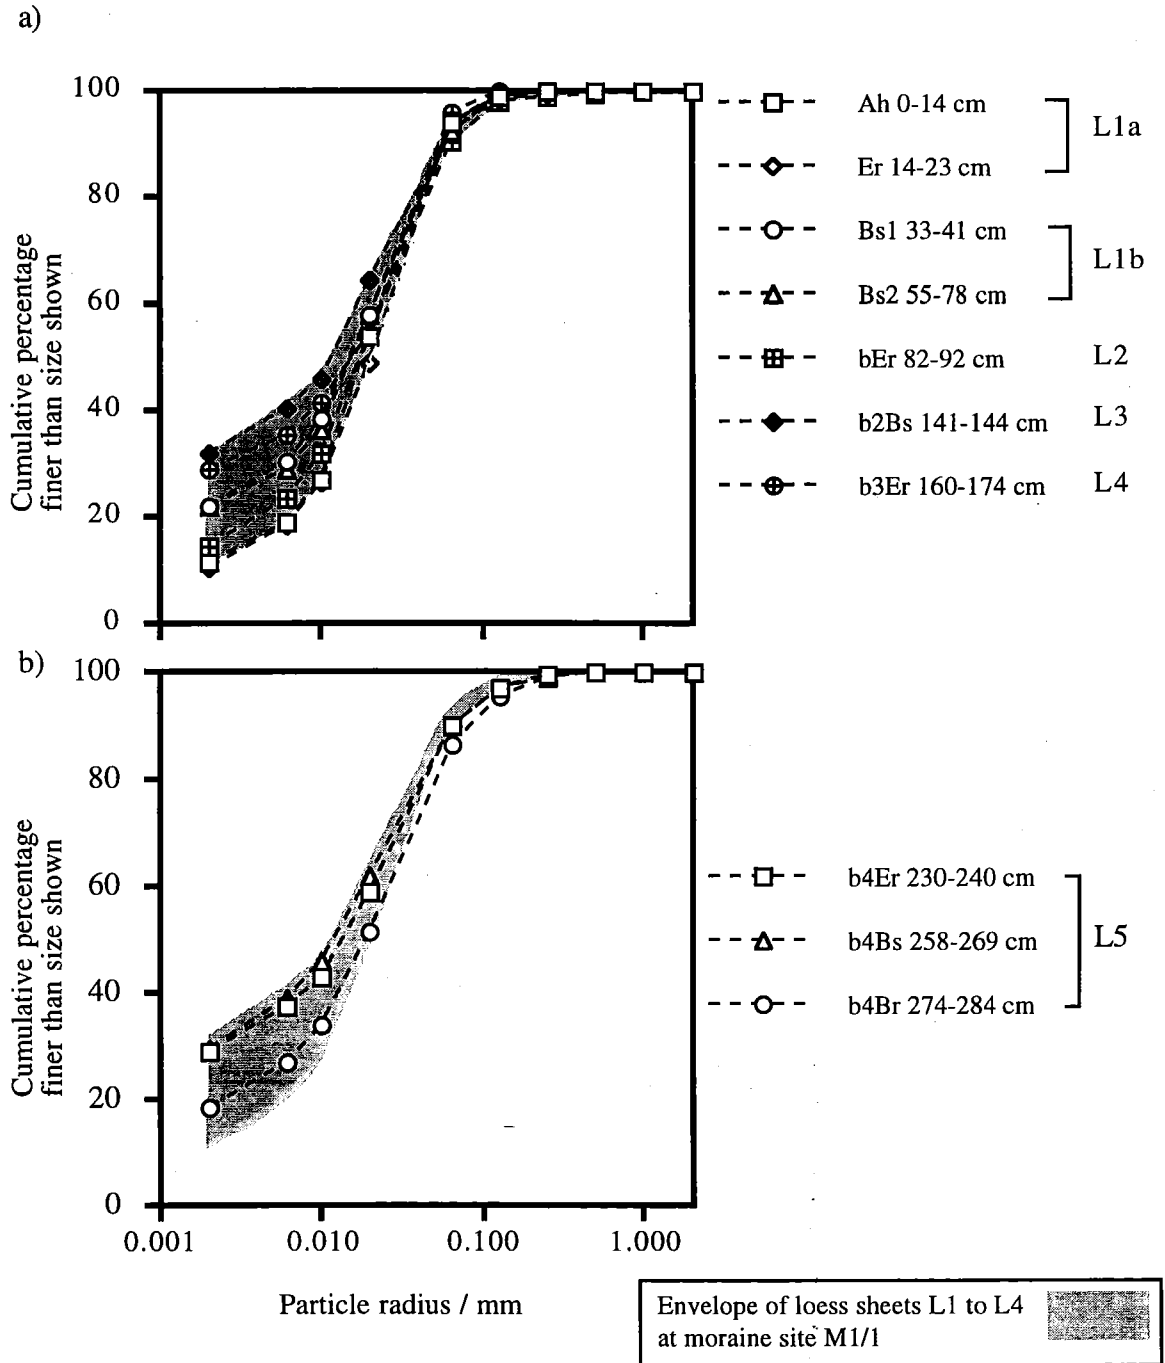 a)
100
80
60
40
20
0
Cumulative percentage
finer than size shown
Ah 0-14 cm
Er 14-23 cm
L1a
Bs1 33-41 cm
Bs2 55-78 cm
L1b
bEr 82-92 cm
L2
b2Bs 141-144 cm
L3
b3Er 160-174 cm
L4
b)
100
80
60
40
20
0
Cumulative percentage
finer than size shown
0.001
0.010
0.100
1.000
Particle radius / mm
b4Er 230-240 cm
b4Bs 258-269 cm
b4Br 274-284 cm
L5
Envelope of loess sheets L1 to L4
at moraine site M1/1